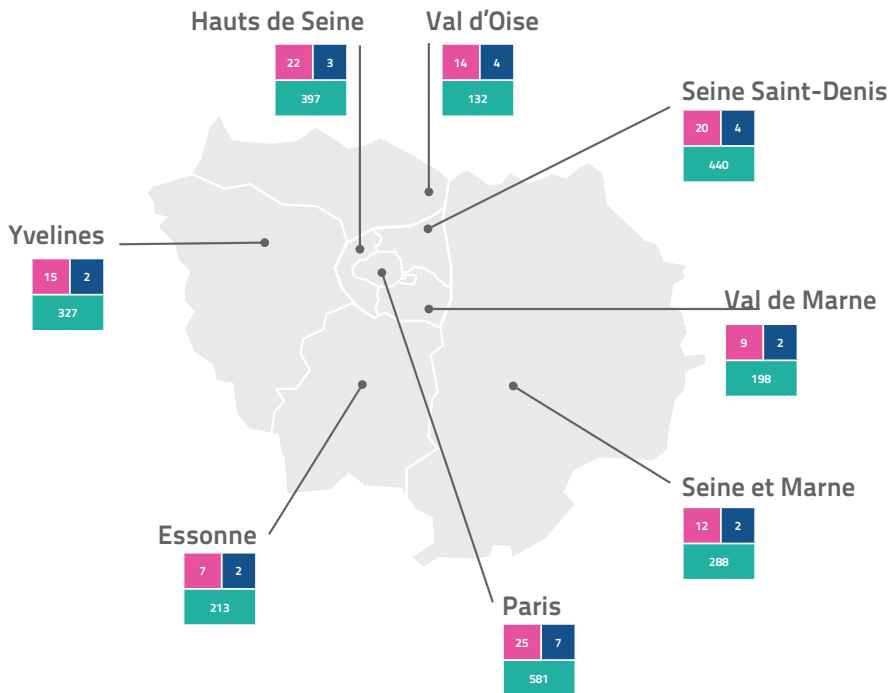 Hauts de Seine
22 3
397
Val d'Oise
14 4
132
Seine Saint-Denis
20 4
440
Yvelines
15 2
327
Val de Marne
9 2
198
Seine et Marne
12 2
288
Essonne
7 2
213
Paris
25 7
581